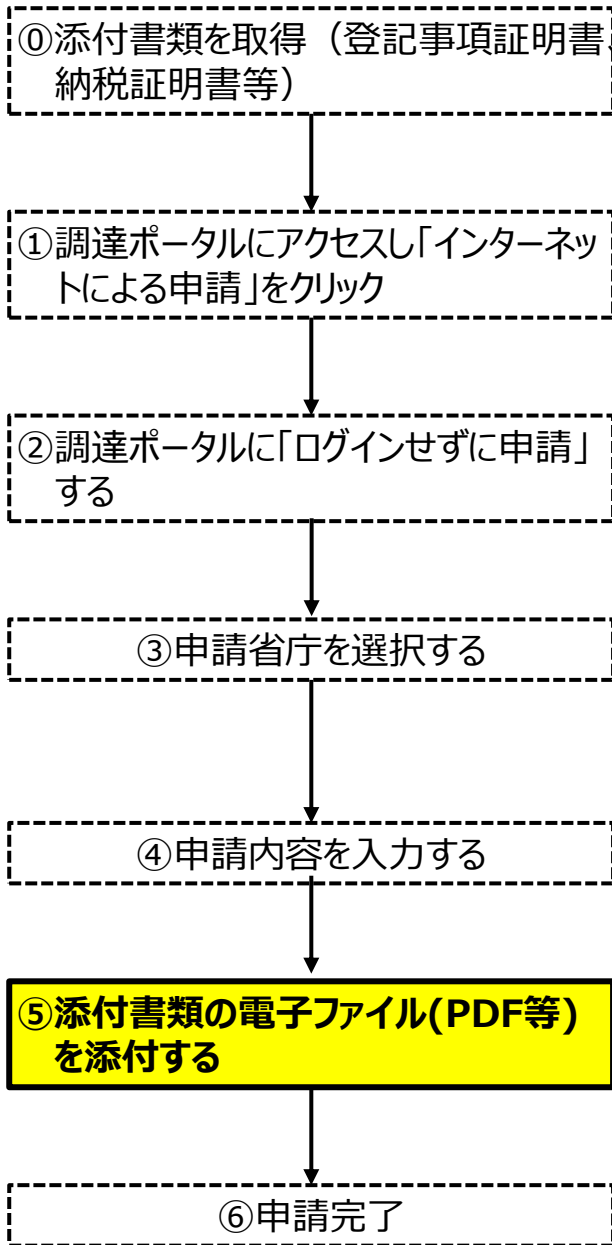 ⓪添付書類を取得（登記事項証明書、
納税証明書等）
①調達ポータルにアクセスし「インターネッ
トによる申請」をクリック
②調達ポータルに「ログインせずに申請」
する
③申請省庁を選択する
④申請内容を入力する
⑤添付書類の電子ファイル(PDF等)
を添付する
⑥申請完了